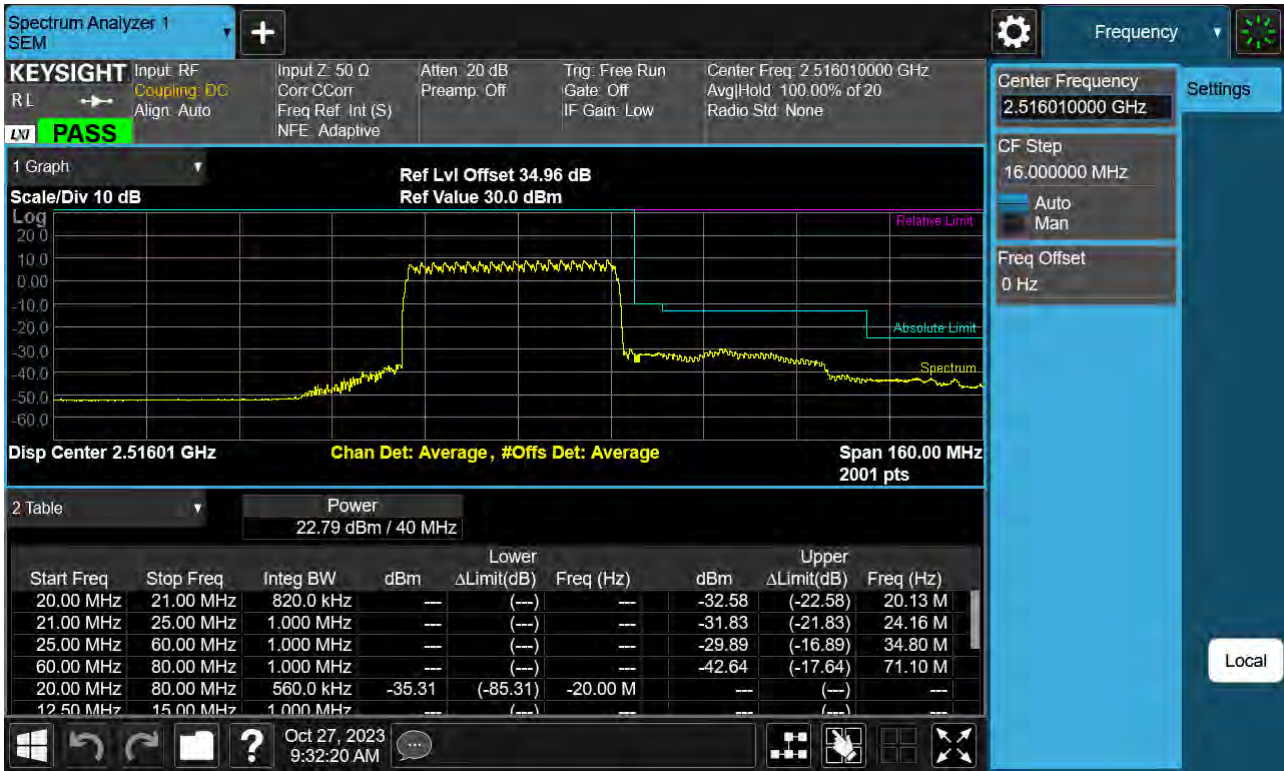 Spectrum Analyzer 1
SEM
Frequency
KEYSIGHT
R L
LXI
PASS
Input: RF
Coupling: DC
Align: Auto
Input Z: 50 Ω
Corr CCorr
Freq Ref: Int (S)
NFE: Adaptive
Atten: 20 dB
Preamp: Off
Trig: Free Run
Gate: Off
IF Gain: Low
Center Freq: 2.516010000 GHz
Avg|Hold: 100.00% of 20
Radio Std: None
Center Frequency
2.516010000 GHz
Settings
CF Step
16.000000 MHz
Auto
Man
Freq Offset
0 Hz
Local
1 Graph
Scale/Div 10 dB
Ref Lvl Offset 34.96 dB
Ref Value 30.0 dBm
Log
20.0
10.0
0.00
-10.0
-20.0
-30.0
-40.0
-50.0
-60.0
Relative Limit
Absolute Limit
Spectrum
Disp Center 2.51601 GHz
Chan Det: Average, #Offs Det: Average
Span 160.00 MHz
2001 pts
2 Table
Power
22.79 dBm / 40 MHz
Lower Upper
Start Freq Stop Freq Integ BW dBm ΔLimit(dB) Freq (Hz) dBm ΔLimit(dB) Freq (Hz)
20.00 MHz 21.00 MHz 820.0 kHz --- (---) --- -32.58 (-22.58) 20.13 M
21.00 MHz 25.00 MHz 1.000 MHz --- (---) --- -31.83 (-21.83) 24.16 M
25.00 MHz 60.00 MHz 1.000 MHz --- (---) --- -29.89 (-16.89) 34.80 M
60.00 MHz 80.00 MHz 1.000 MHz --- (---) --- -42.64 (-17.64) 71.10 M
20.00 MHz 80.00 MHz 560.0 kHz -35.31 (-85.31) -20.00 M --- (---) ---
12.50 MHz 15.00 MHz 1.000 MHz --- (---) --- --- (---) ---
Oct 27, 2023
9:32:20 AM